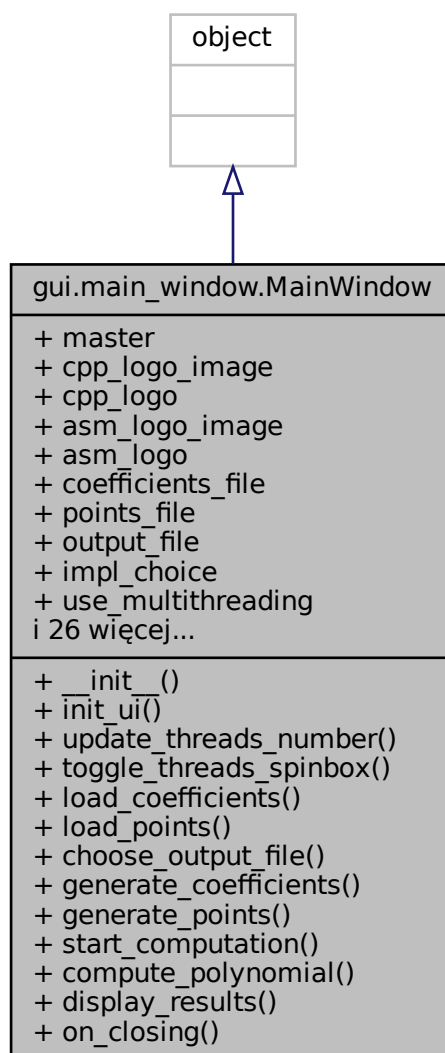 object
gui.main_window.MainWindow
+ master
+ cpp_logo_image
+ cpp_logo
+ asm_logo_image
+ asm_logo
+ coefficients_file
+ points_file
+ output_file
+ impl_choice
+ use_multithreading
i 26 więcej...
+ __init__()
+ init_ui()
+ update_threads_number()
+ toggle_threads_spinbox()
+ load_coefficients()
+ load_points()
+ choose_output_file()
+ generate_coefficients()
+ generate_points()
+ start_computation()
+ compute_polynomial()
+ display_results()
+ on_closing()